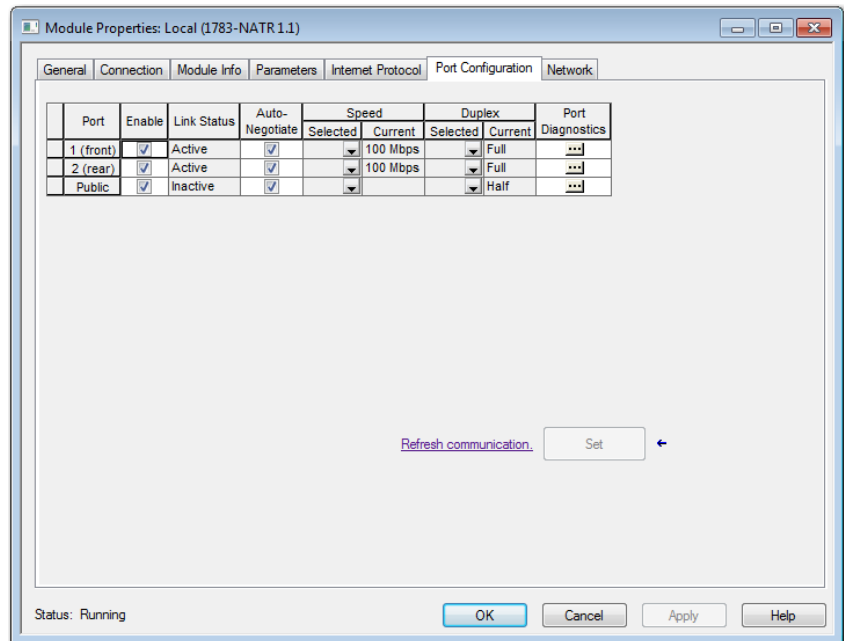 Module Properties: Local (1783-NATR 1.1)
General Connection Module Info Parameters Internet Protocol Port Configuration Network
Port Enable Link Status Auto-Negotiate Speed Duplex Port Diagnostics
Selected Current Selected Current
1 (front) Active 100 Mbps Full
2 (rear) Active 100 Mbps Full
Public Inactive Half
Refresh communication. Set
Status: Running OK Cancel Apply Help